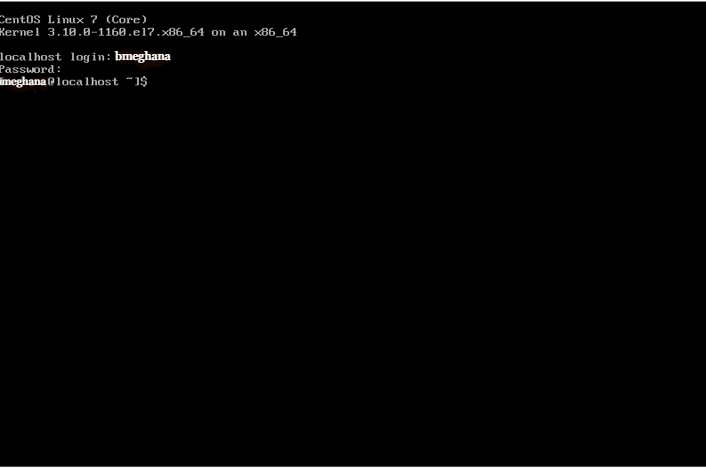 CentOS Linux 7 (Core)
Kernel 3.10.0-1160.el7.x86_64 on an x86_64
localhost login: bmeghana
Password:
meghana@localhost ~]$